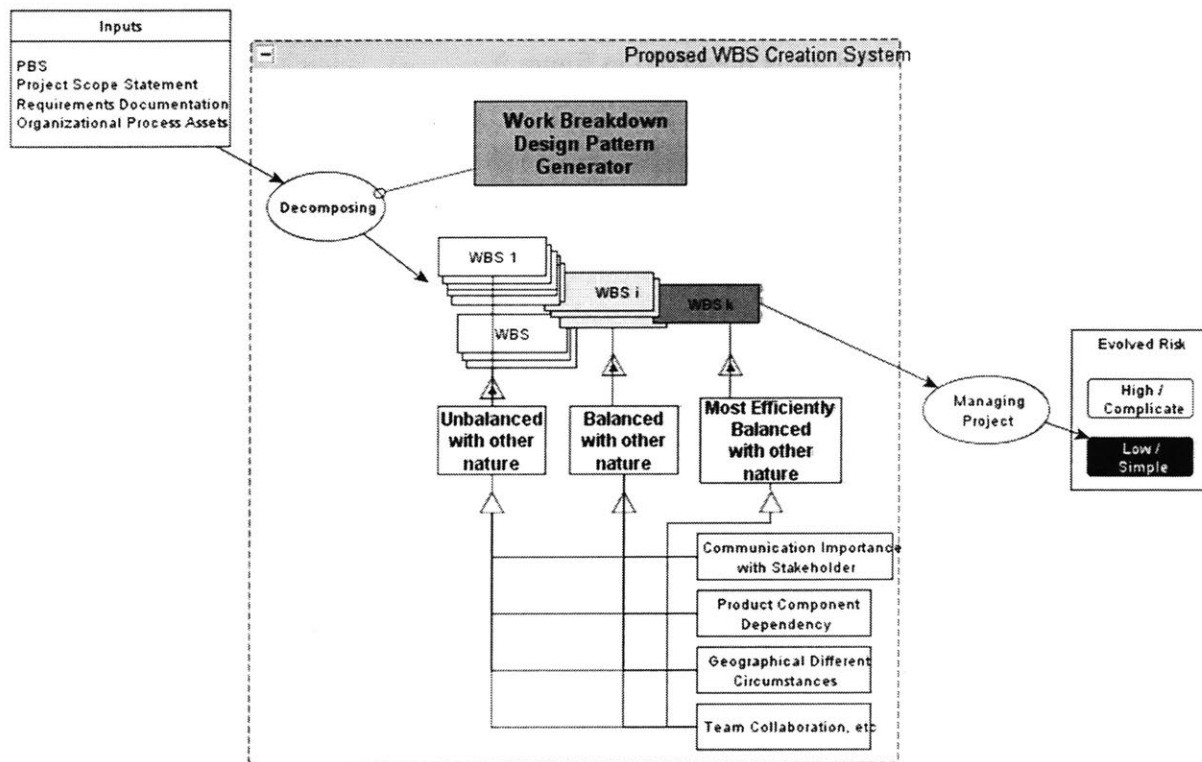 Inputs
PBS
Project Scope Statement
Requirements Documentation
Organizational Process Assets
Proposed WBS Creation System
Work Breakdown
Design Pattern
Generator
Decomposing
WBS 1
WBS i
WBS k
WBS
Unbalanced
with other
nature
Balanced
with other
nature
Most Efficiently
Balanced
with other
nature
Managing
Project
Evolved Risk
High /
Complicate
Low /
Simple
Communication Importance
with Stakeholder
Product Component
Dependency
Geographical Different
Circumstances
Team Collaboration, etc